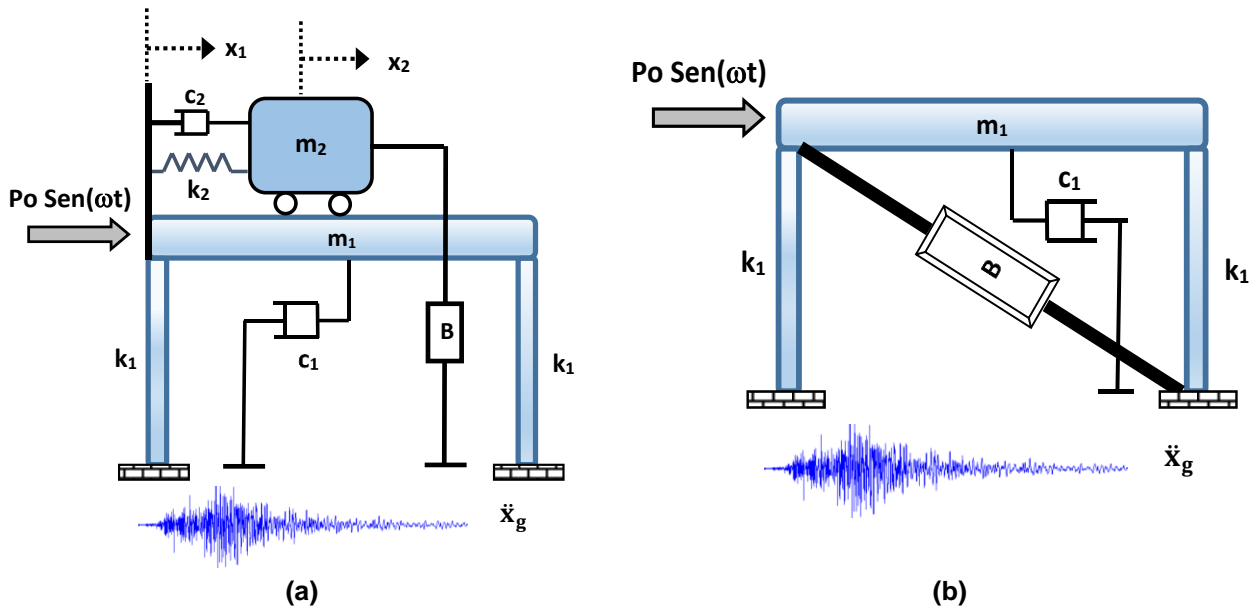 x₁
x₂
c₂
m₂
k₂
Po Sen(ωt)
m₁
k₁
c₁
B
k₁
ẍg
(a)
Po Sen(ωt)
m₁
c₁
k₁
B
k₁
ẍg
(b)